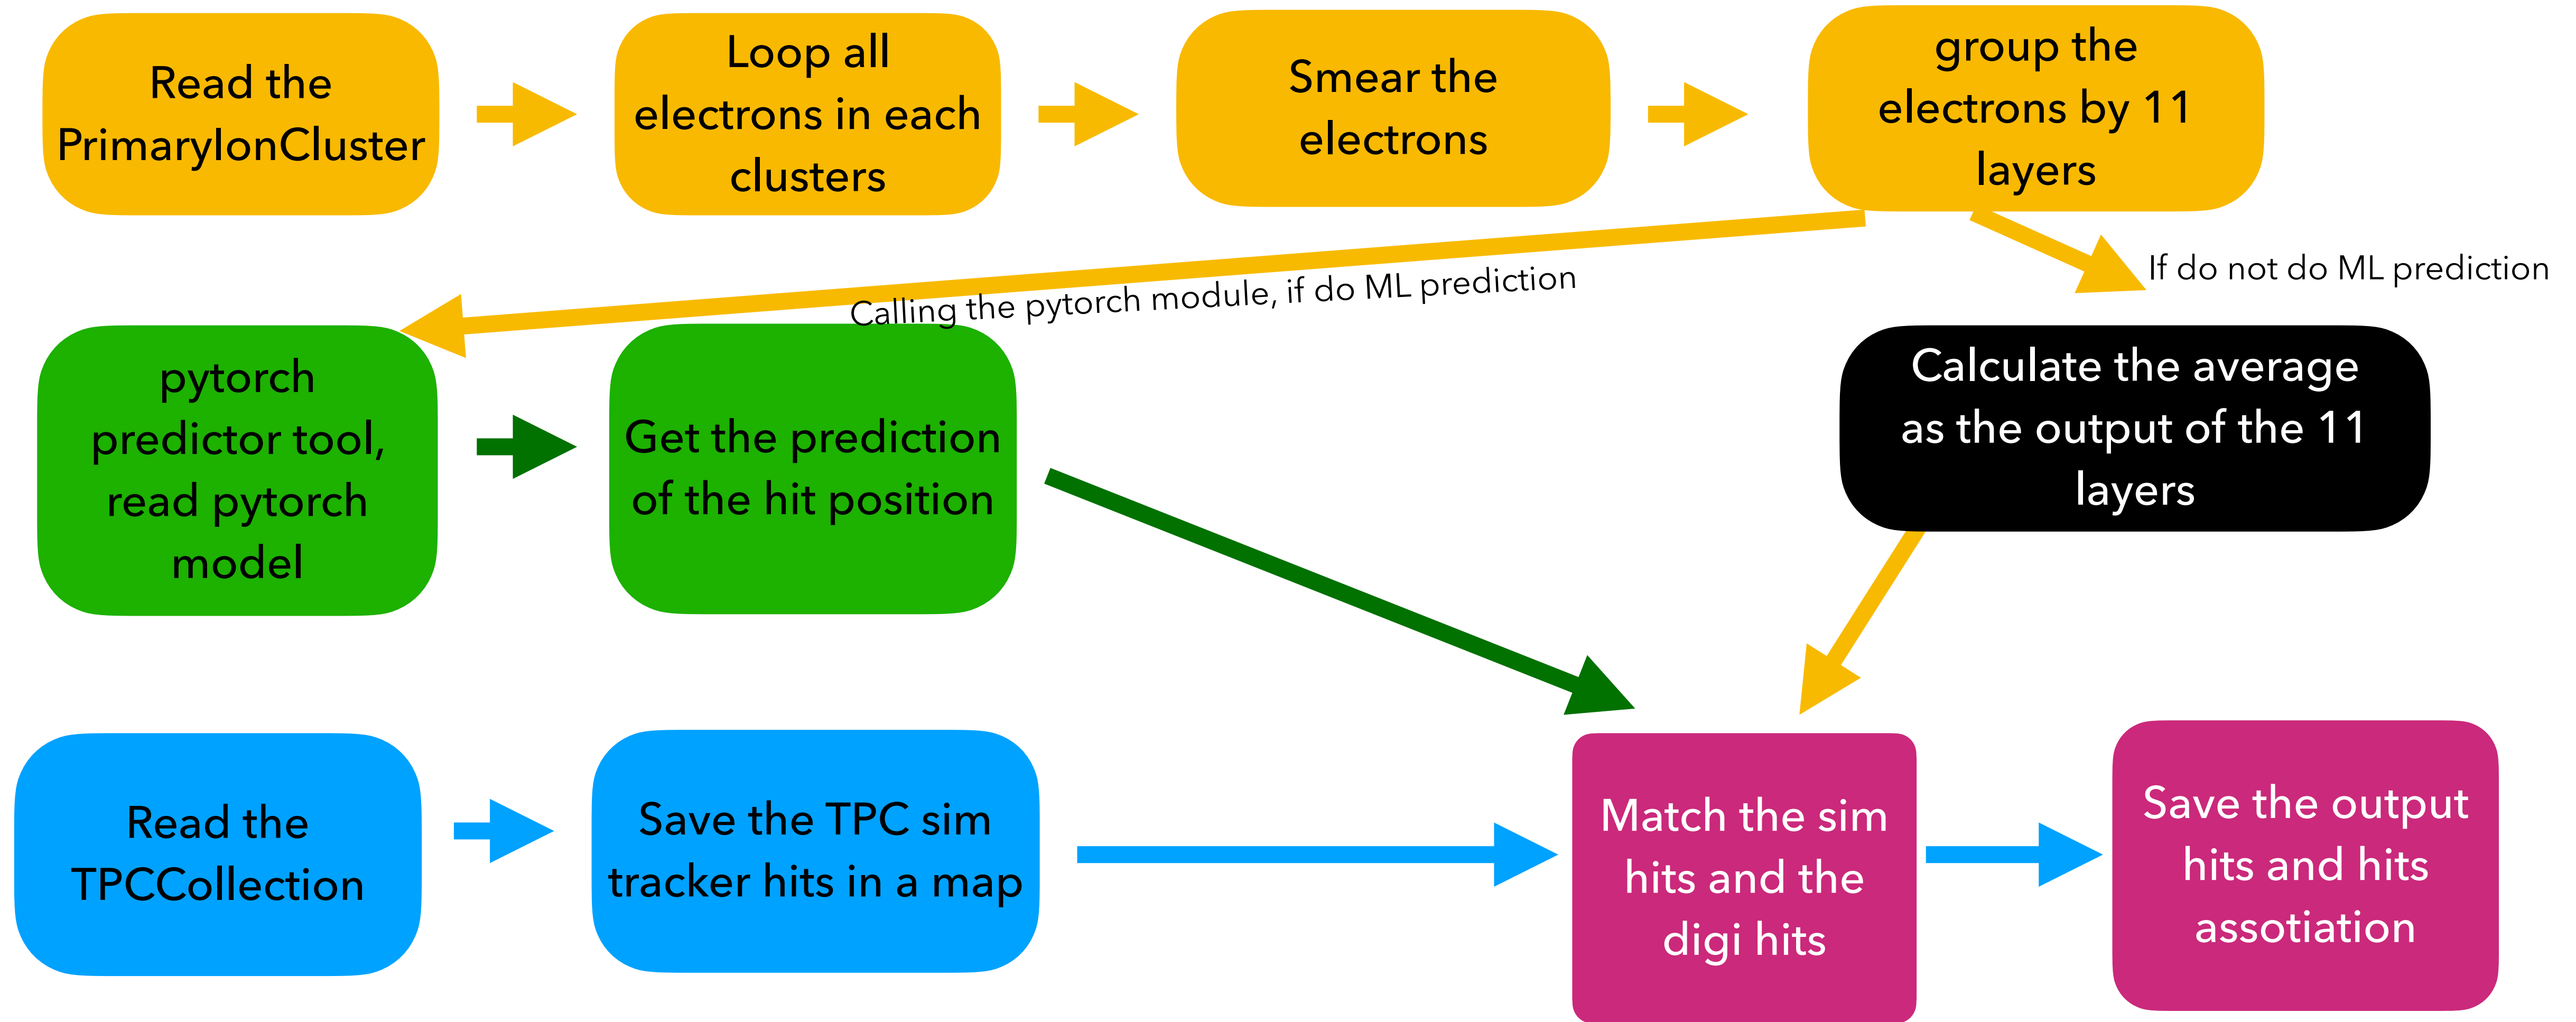 Read the
PrimaryIonCluster
Loop all
electrons in each
clusters
Smear the
electrons
group the
electrons by 11
layers
Calling the pytorch module, if do ML prediction
If do not do ML prediction
pytorch
predictor tool,
read pytorch
model
Get the prediction
of the hit position
Calculate the average
as the output of the 11
layers
Read the
TPCCollection
Save the TPC sim
tracker hits in a map
Match the sim
hits and the
digi hits
Save the output
hits and hits
assotiation